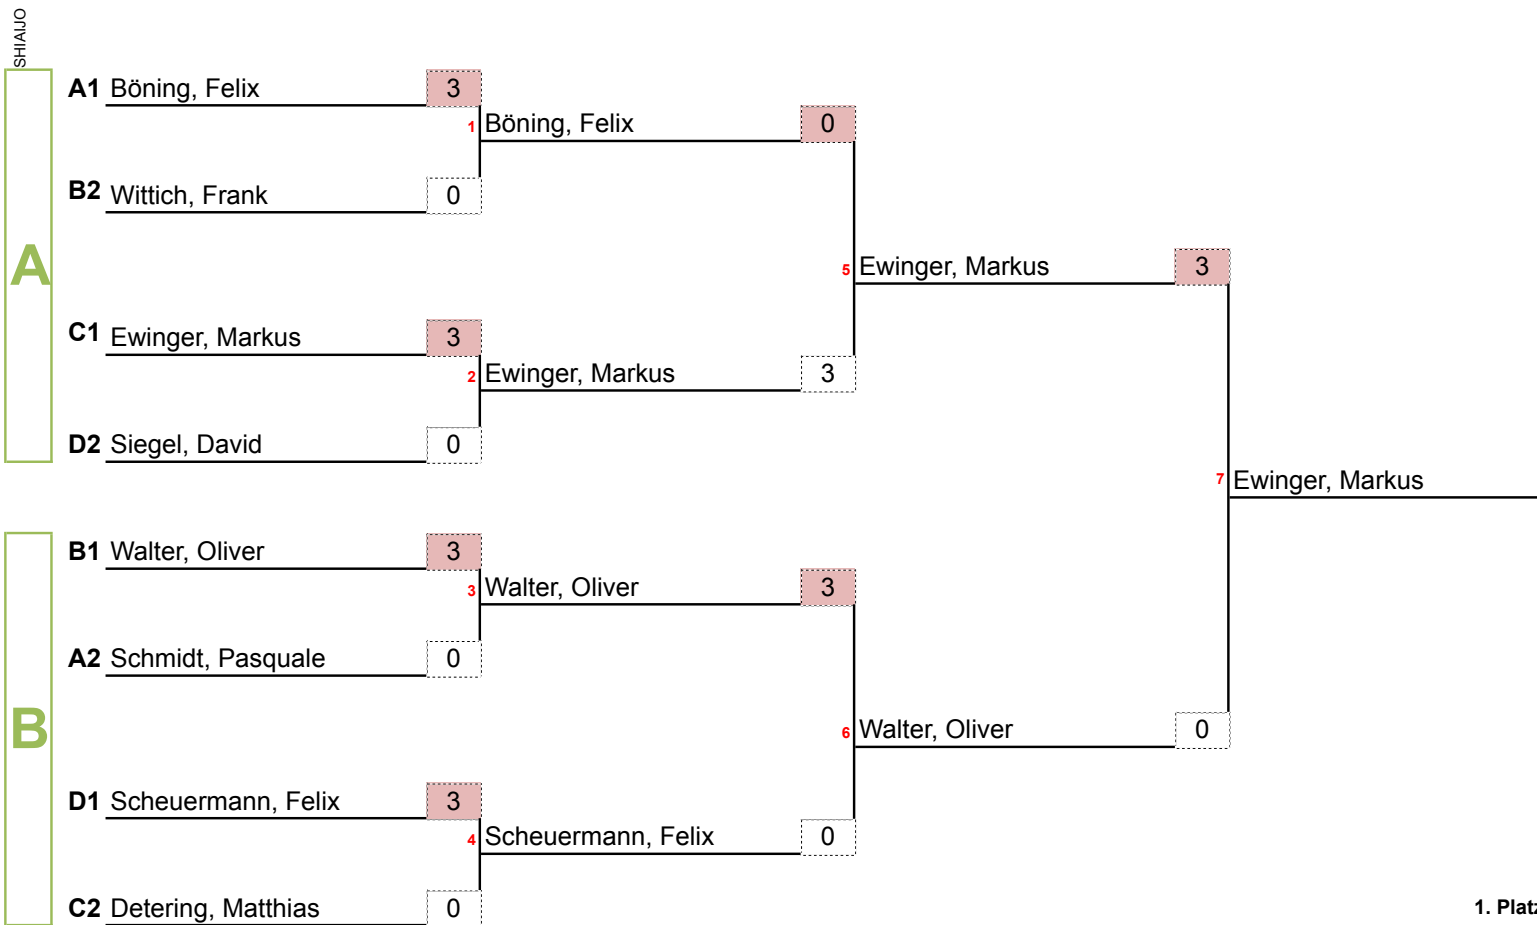 SHIAIJO
A1 Böning, Felix 3
1 Böning, Felix 0
B2 Wittich, Frank 0
A
5 Ewinger, Markus 3
C1 Ewinger, Markus 3
2 Ewinger, Markus 3
D2 Siegel, David 0
7 Ewinger, Markus
B1 Walter, Oliver 3
3 Walter, Oliver 3
A2 Schmidt, Pasquale 0
B
6 Walter, Oliver 0
D1 Scheuermann, Felix 3
4 Scheuermann, Felix 0
C2 Detering, Matthias 0
1. Platz